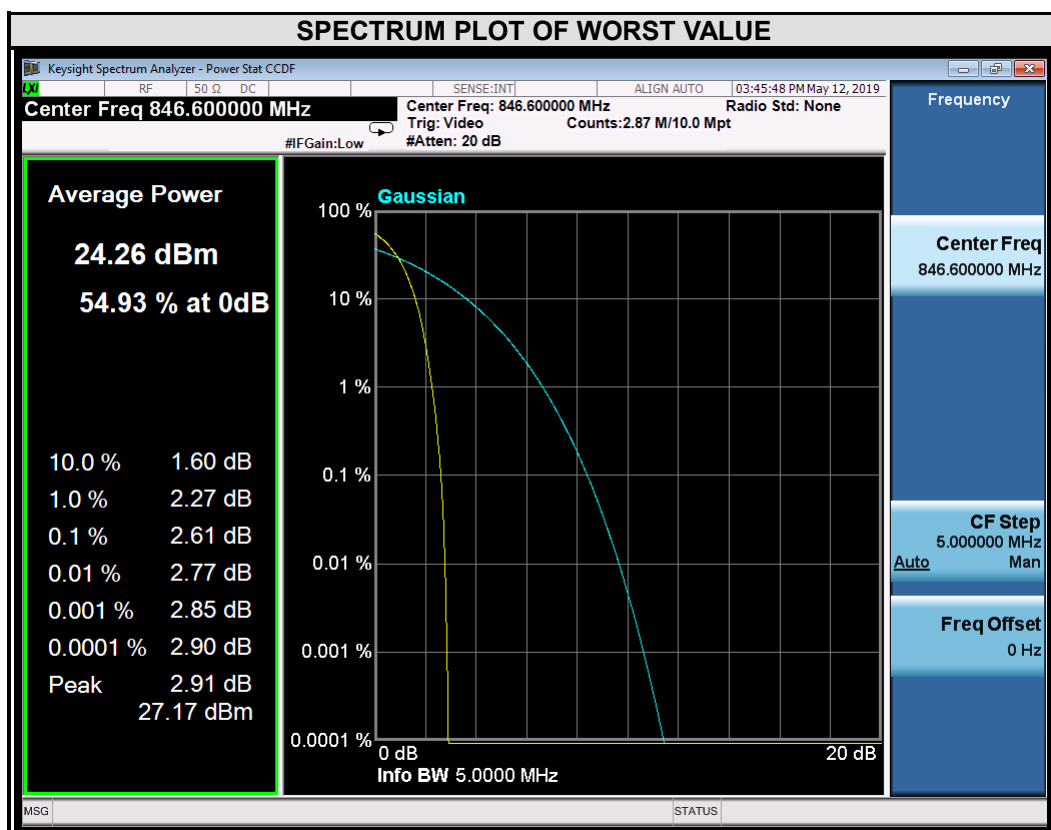 SPECTRUM PLOT OF WORST VALUE
Keysight Spectrum Analyzer - Power Stat CCDF
LXI RF 50 Ω DC SENSE:INT ALIGN AUTO 03:45:48 PM May 12, 2019
Center Freq 846.600000 MHz
Center Freq: 846.600000 MHz Radio Std: None
Trig: Video Counts:2.87 M/10.0 Mpt
#IFGain:Low #Atten: 20 dB
Average Power
24.26 dBm
54.93 % at 0dB
10.0 % 1.60 dB
1.0 % 2.27 dB
0.1 % 2.61 dB
0.01 % 2.77 dB
0.001 % 2.85 dB
0.0001 % 2.90 dB
Peak 2.91 dB
27.17 dBm
Gaussian
100 %
10 %
1 %
0.1 %
0.01 %
0.001 %
0.0001 %
0 dB 20 dB
Info BW 5.0000 MHz
Frequency
Center Freq
846.600000 MHz
CF Step
5.000000 MHz
Auto Man
Freq Offset
0 Hz
MSG STATUS